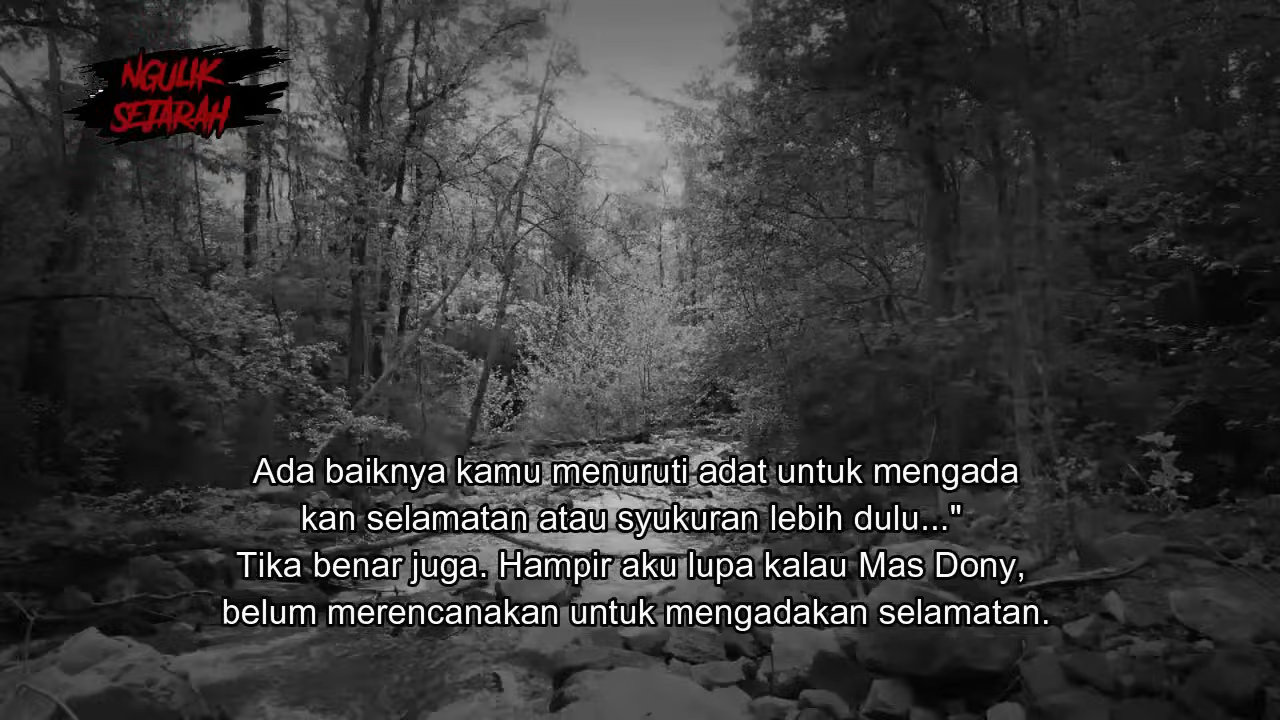 NGULIK
SEJARAH
Ada baiknya kamu menuruti adat untuk mengada
kan selamatan atau syukuran lebih dulu..."
Tika benar juga. Hampir aku lupa kalau Mas Dony,
belum merencanakan untuk mengadakan selamatan.